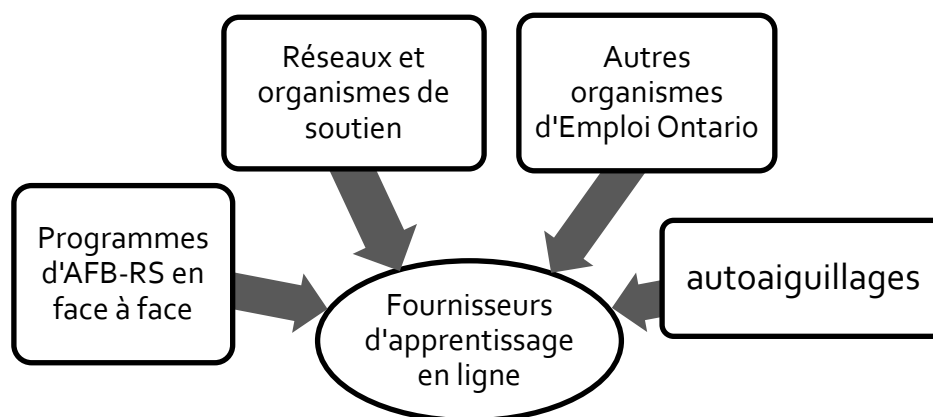 Réseaux et
organismes de
soutien
Autres
organismes
d'Emploi Ontario
Programmes
d'AFB-RS en
face à face
autoaiguillages
Fournisseurs
d'apprentissage
en ligne